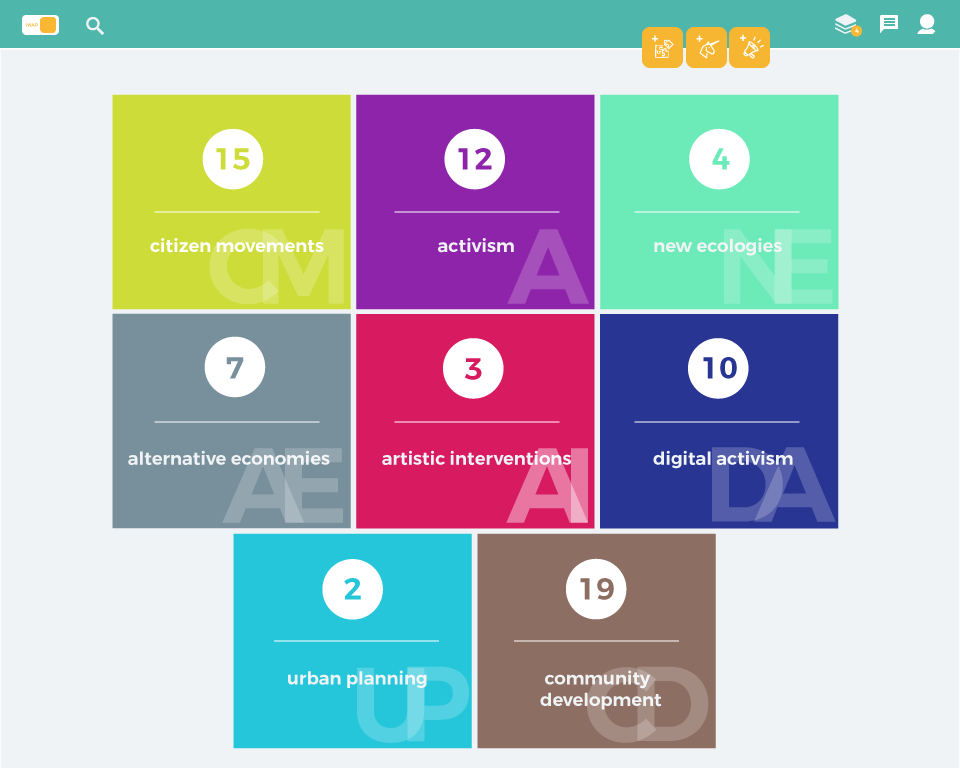 MAP
4
15
12
4
citizen movements
activism
new ecologies
CM
A
NE
7
3
10
alternative economies
artistic interventions
digital activism
AE
AI
DA
2
19
urban planning
community
development
UP
CD